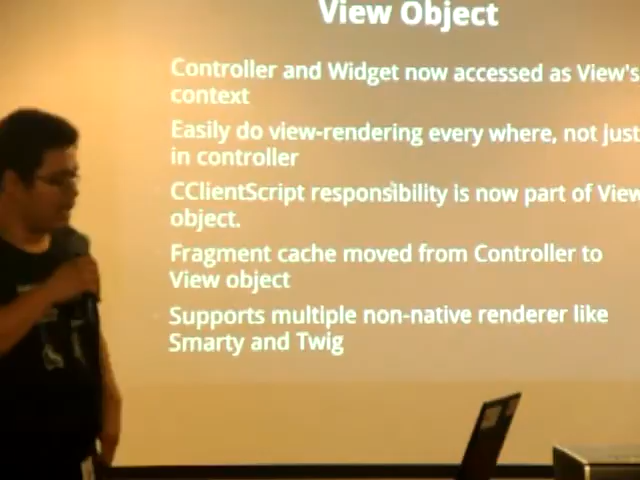 View Object
Controller and Widget now accessed as View's
context
Easily do view-rendering every where, not just
in controller
CClientScript responsibility is now part of View
object.
Fragment cache moved from Controller to
View object
Supports multiple non-native renderer like
Smarty and Twig